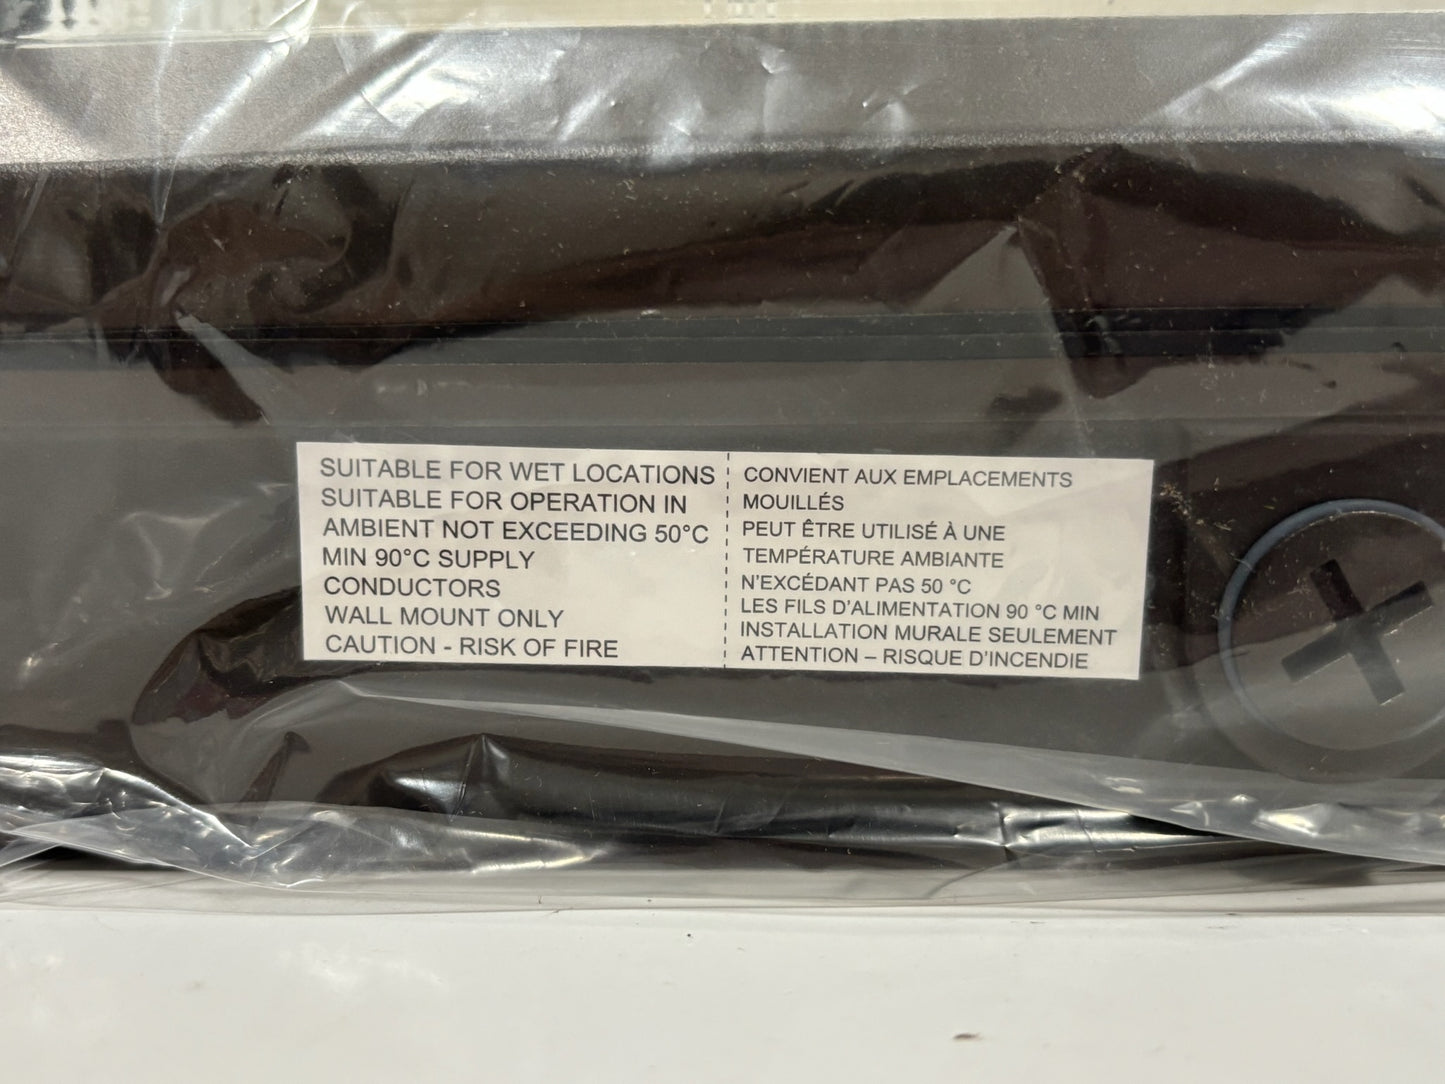 SUITABLE FOR WET LOCATIONS
SUITABLE FOR OPERATION IN
AMBIENT NOT EXCEEDING 50°C
MIN 90°C SUPPLY
CONDUCTORS
WALL MOUNT ONLY
CAUTION - RISK OF FIRE
CONVIENT AUX EMPLACEMENTS
MOUILLÉS
PEUT ÊTRE UTILISÉ À UNE
TEMPÉRATURE AMBIANTE
N'EXCÉDANT PAS 50 °C
LES FILS D'ALIMENTATION 90 °C MIN
INSTALLATION MURALE SEULEMENT
ATTENTION – RISQUE D'INCENDIE